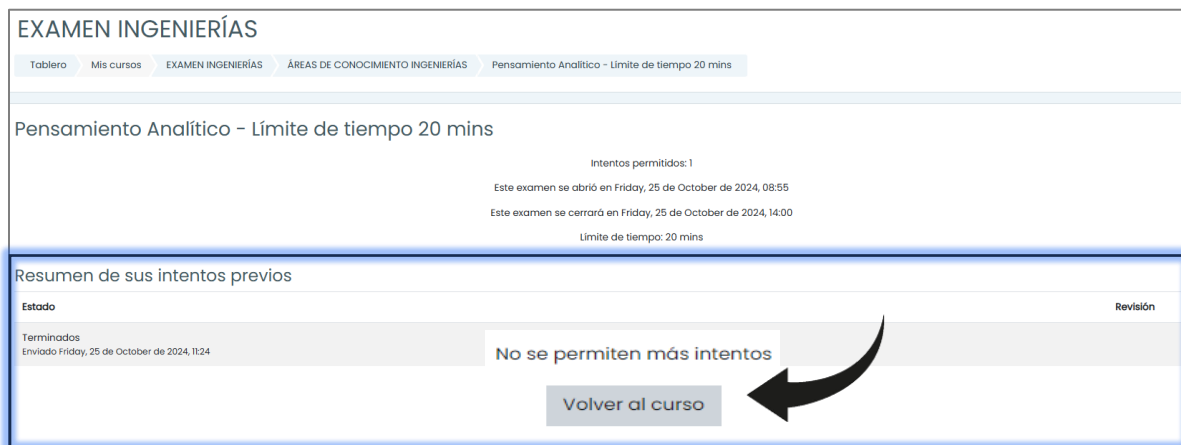 EXAMEN INGENIERÍAS
Tablero Mis cursos EXAMEN INGENIERÍAS ÁREAS DE CONOCIMIENTO INGENIERÍAS Pensamiento Analítico - Límite de tiempo 20 mins
Pensamiento Analítico - Límite de tiempo 20 mins
Intentos permitidos: 1
Este examen se abrió en Friday, 25 de October de 2024, 08:55
Este examen se cerrará en Friday, 25 de October de 2024, 14:00
Límite de tiempo: 20 mins
Resumen de sus intentos previos
Estado Revisión
Terminados
Enviado Friday, 25 de October de 2024, 11:24
No se permiten más intentos
Volver al curso